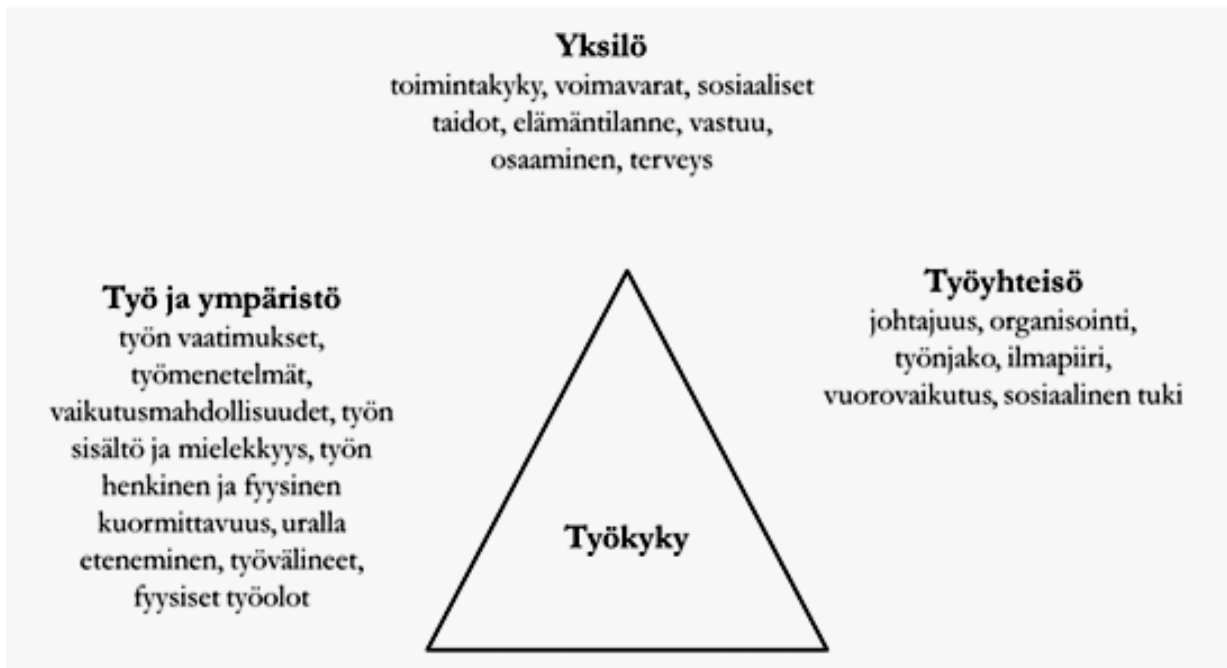 Yksilö
toimintakyky, voimavarat, sosiaaliset
taidot, elämäntilanne, vastuu,
osaaminen, terveys
Työ ja ympäristö
työn vaatimukset,
työmenetelmät,
vaikutusmahdollisuudet, työn
sisältö ja mielekkyys, työn
henkinen ja fyysinen
kuormittavuus, uralla
eteneminen, työvälineet,
fyysiset työolot
Työyhteisö
johtajuus, organisointi,
työnjako, ilmapiiri,
vuorovaikutus, sosiaalinen tuki
Työkyky